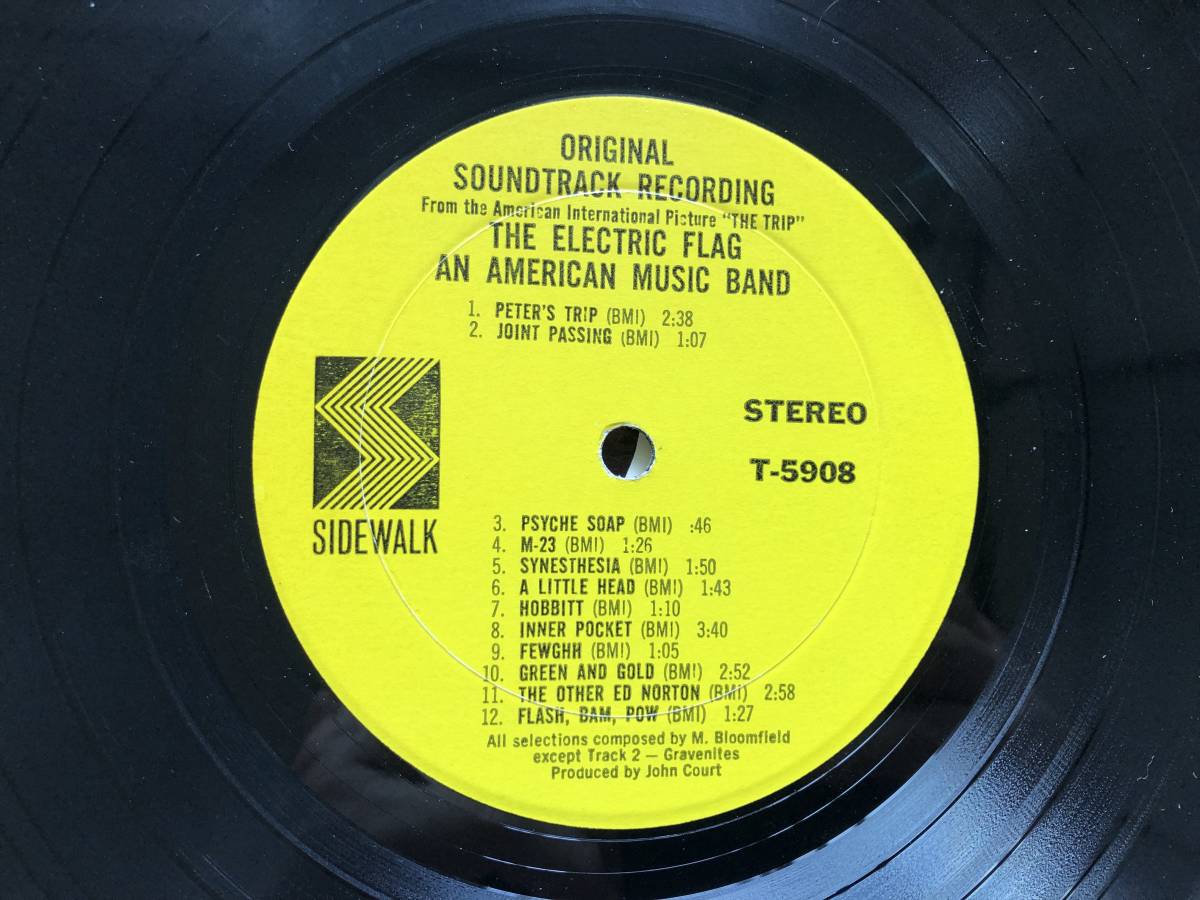 ORIGINAL
SOUNDTRACK RECORDING
From the American International Picture "THE TRIP"
THE ELECTRIC FLAG
AN AMERICAN MUSIC BAND
1. PETER'S TRIP (BMI) 2:38
2. JOINT PASSING (BMI) 1:07
STEREO
T-5908
SIDEWALK
3. PSYCHE SOAP (BMI) :46
4. M-23 (BMI) 1:26
5. SYNESTHESIA (BMI) 1:50
6. A LITTLE HEAD (BMI) 1:43
7. HOBBITT (BMI) 1:10
8. INNER POCKET (BMI) 3:40
9. FEWGHH (BMI) 1:05
10. GREEN AND GOLD (BMI) 2:52
11. THE OTHER ED NORTON (BMI) 2:58
12. FLASH, BAM, POW (BMI) 1:27
All selections composed by M. Bloomfield
except Track 2 — Gravenites
Produced by John Court